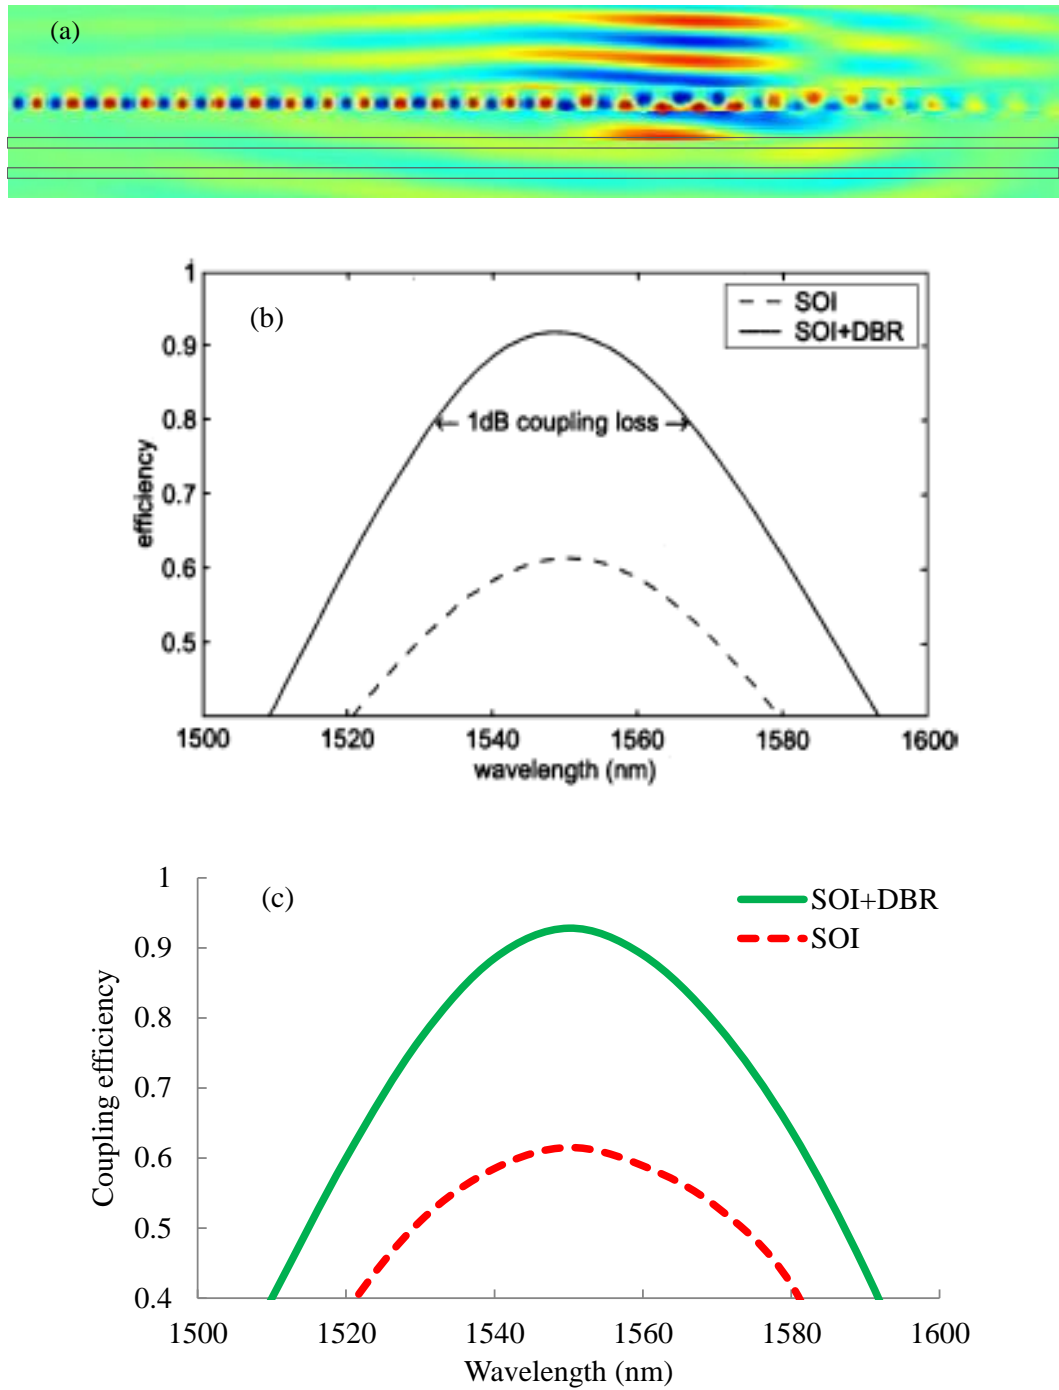 (a)
(b)
1
0.9
0.8
0.7
0.6
0.5
efficiency
SOI
SOI+DBR
1dB coupling loss
1500 1520 1540 1560 1580 1600
wavelength (nm)
(c)
1
0.9
0.8
0.7
0.6
0.5
0.4
Coupling efficiency
SOI+DBR
SOI
1500 1520 1540 1560 1580 1600
Wavelength (nm)